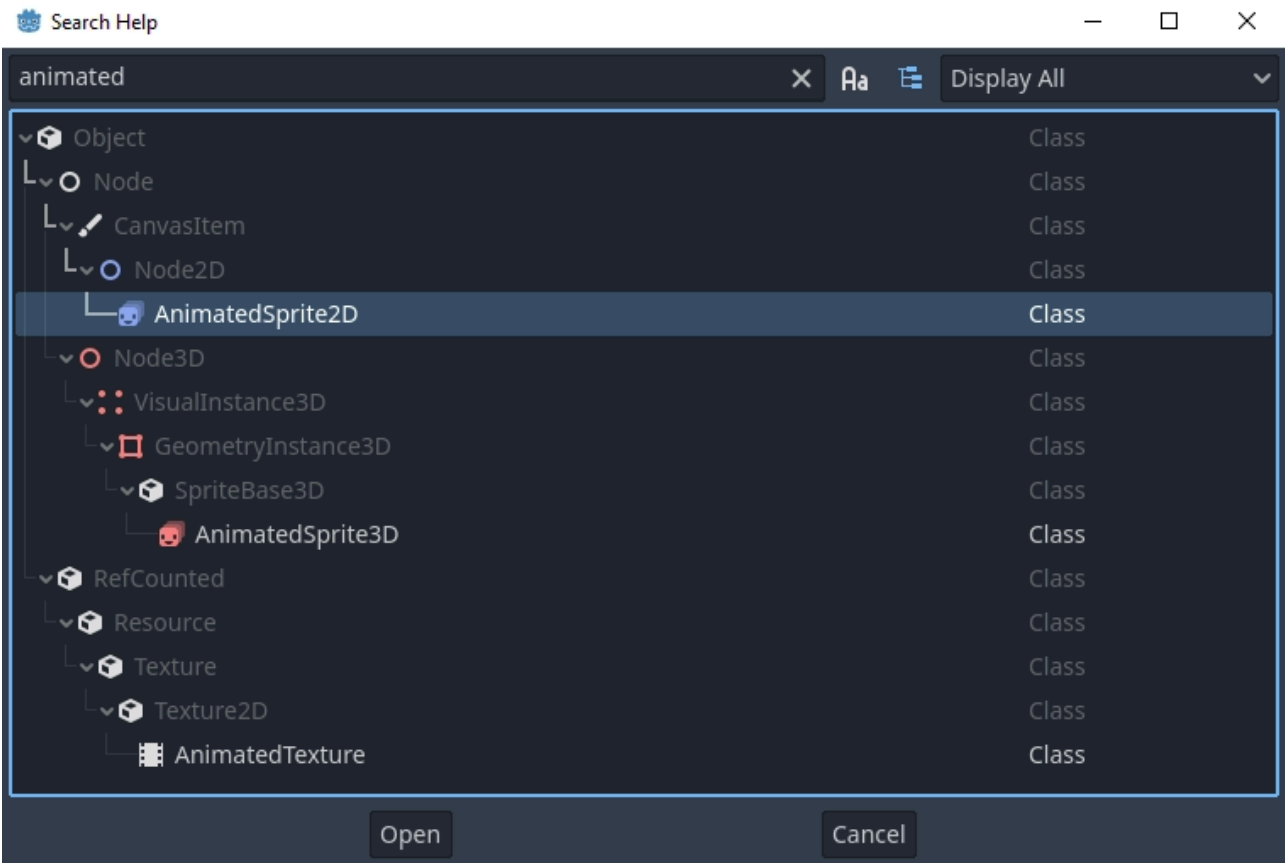 Search Help
animated Aa Display All
Object Class
Node Class
CanvasItem Class
Node2D Class
AnimatedSprite2D Class
Node3D Class
VisualInstance3D Class
GeometryInstance3D Class
SpriteBase3D Class
AnimatedSprite3D Class
RefCounted Class
Resource Class
Texture Class
Texture2D Class
AnimatedTexture Class
Open Cancel